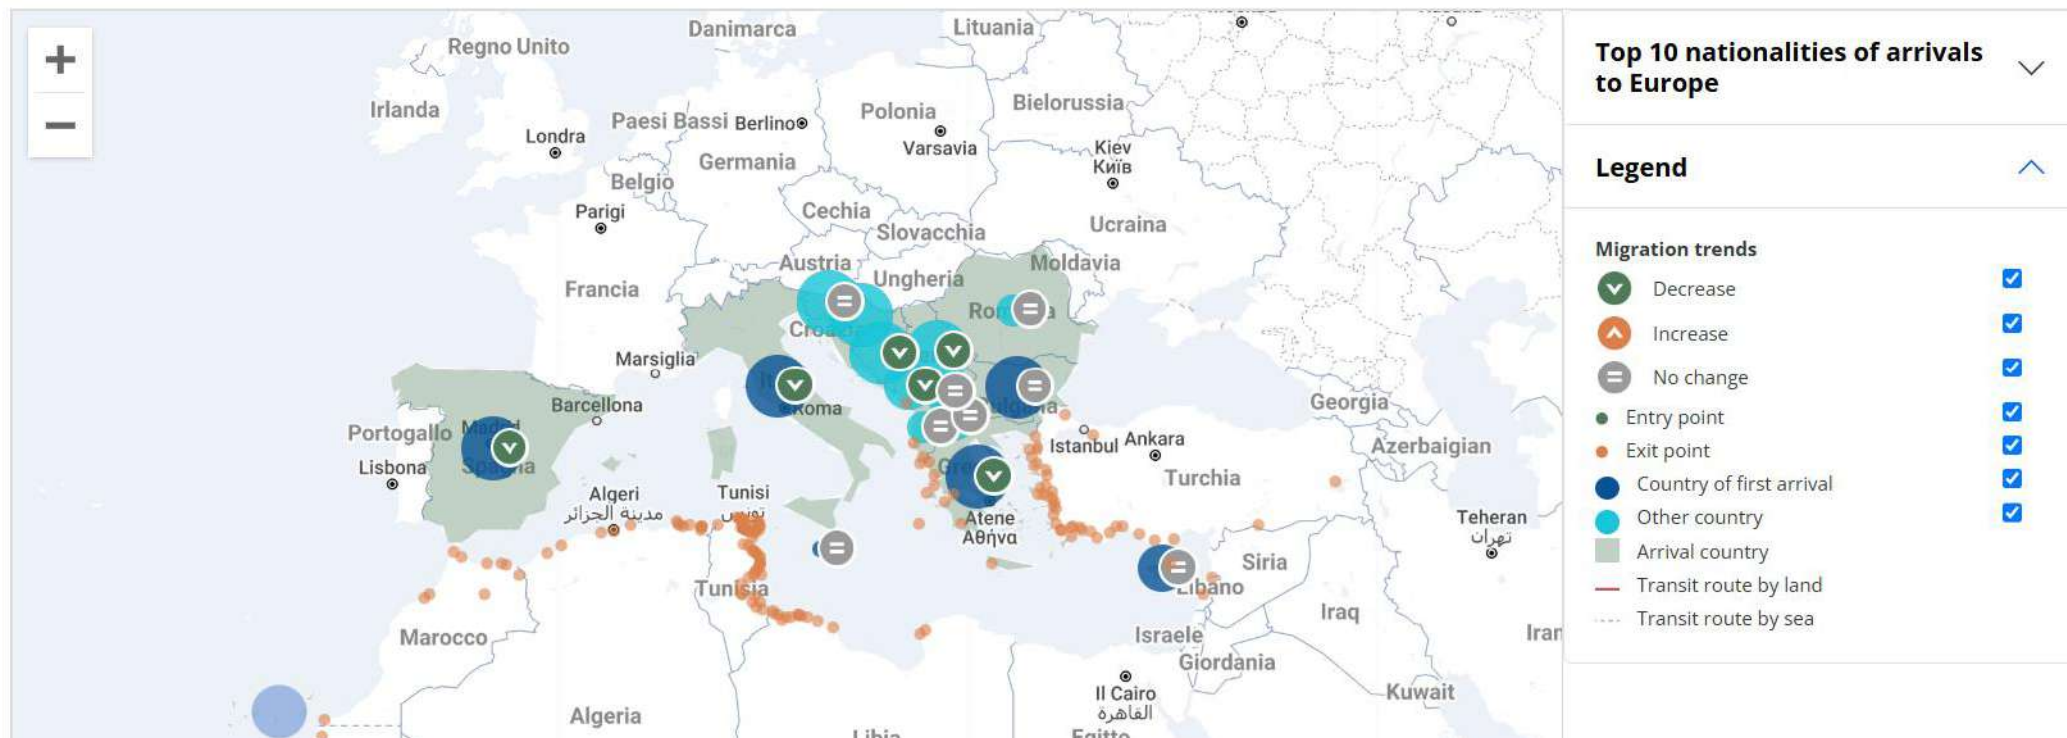 Danimarca
Lituania
Regno Unito
Irlanda
Paesi Bassi
Berlino
Polonia
Bielorussia
Londra
Varsavia
Kiev
Київ
Germania
Belgio
Parigi
Cechia
Slovacchia
Ucraina
Austria
Ungheria
Moldavia
Francia
Marsiglia
Roma
Barcellona
Portogallo
Madrid
Spagna
Lisbona
Istanbul
Ankara
Georgia
Azerbaigian
Turchia
Algeri
مدينة الجزائر
Tunisi
تونس
Atene
Αθήνα
Teheran
تهران
Tunisia
Siria
Libano
Iraq
Iran
Marocco
Israele
Giordania
Il Cairo
القاهرة
Kuwait
Algeria
Libia
Egitto
Top 10 nationalities of arrivals
to Europe
Legend
Migration trends
Decrease
Increase
No change
Entry point
Exit point
Country of first arrival
Other country
Arrival country
Transit route by land
Transit route by sea